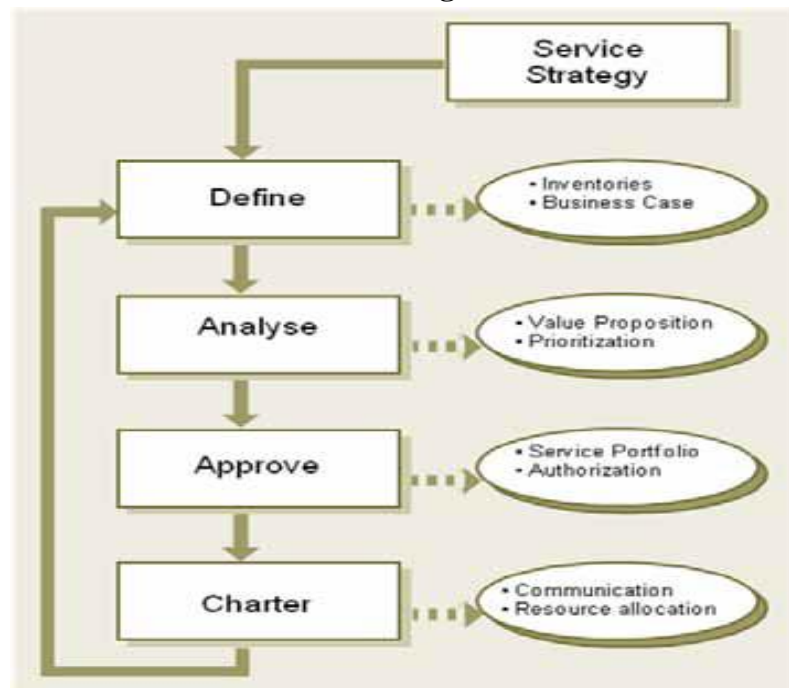 Service
Strategy
Define
• Inventories
• Business Case
Analyse
• Value Proposition
• Prioritization
Approve
• Service Portfolio
• Authorization
Charter
• Communication
• Resource allocation